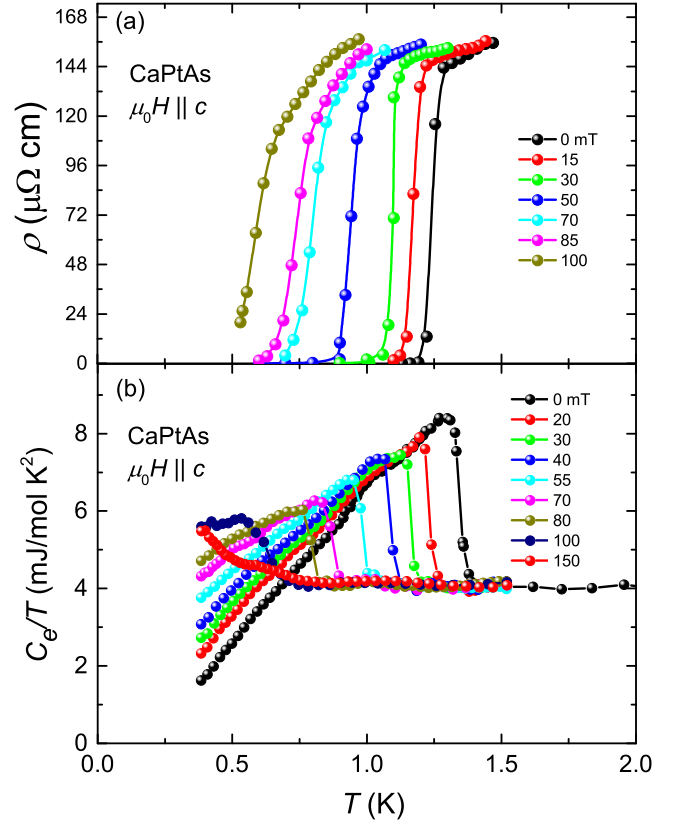 (a)
CaPtAs
μ₀H || c
ρ (μΩ cm)
168
144
120
96
72
48
24
0
0 mT
15
30
50
70
85
100
(b)
CaPtAs
μ₀H || c
Cₑ/T (mJ/mol K²)
8
6
4
2
0
0 mT
20
30
40
55
70
80
100
150
0.0
0.5
1.0
1.5
2.0
T (K)